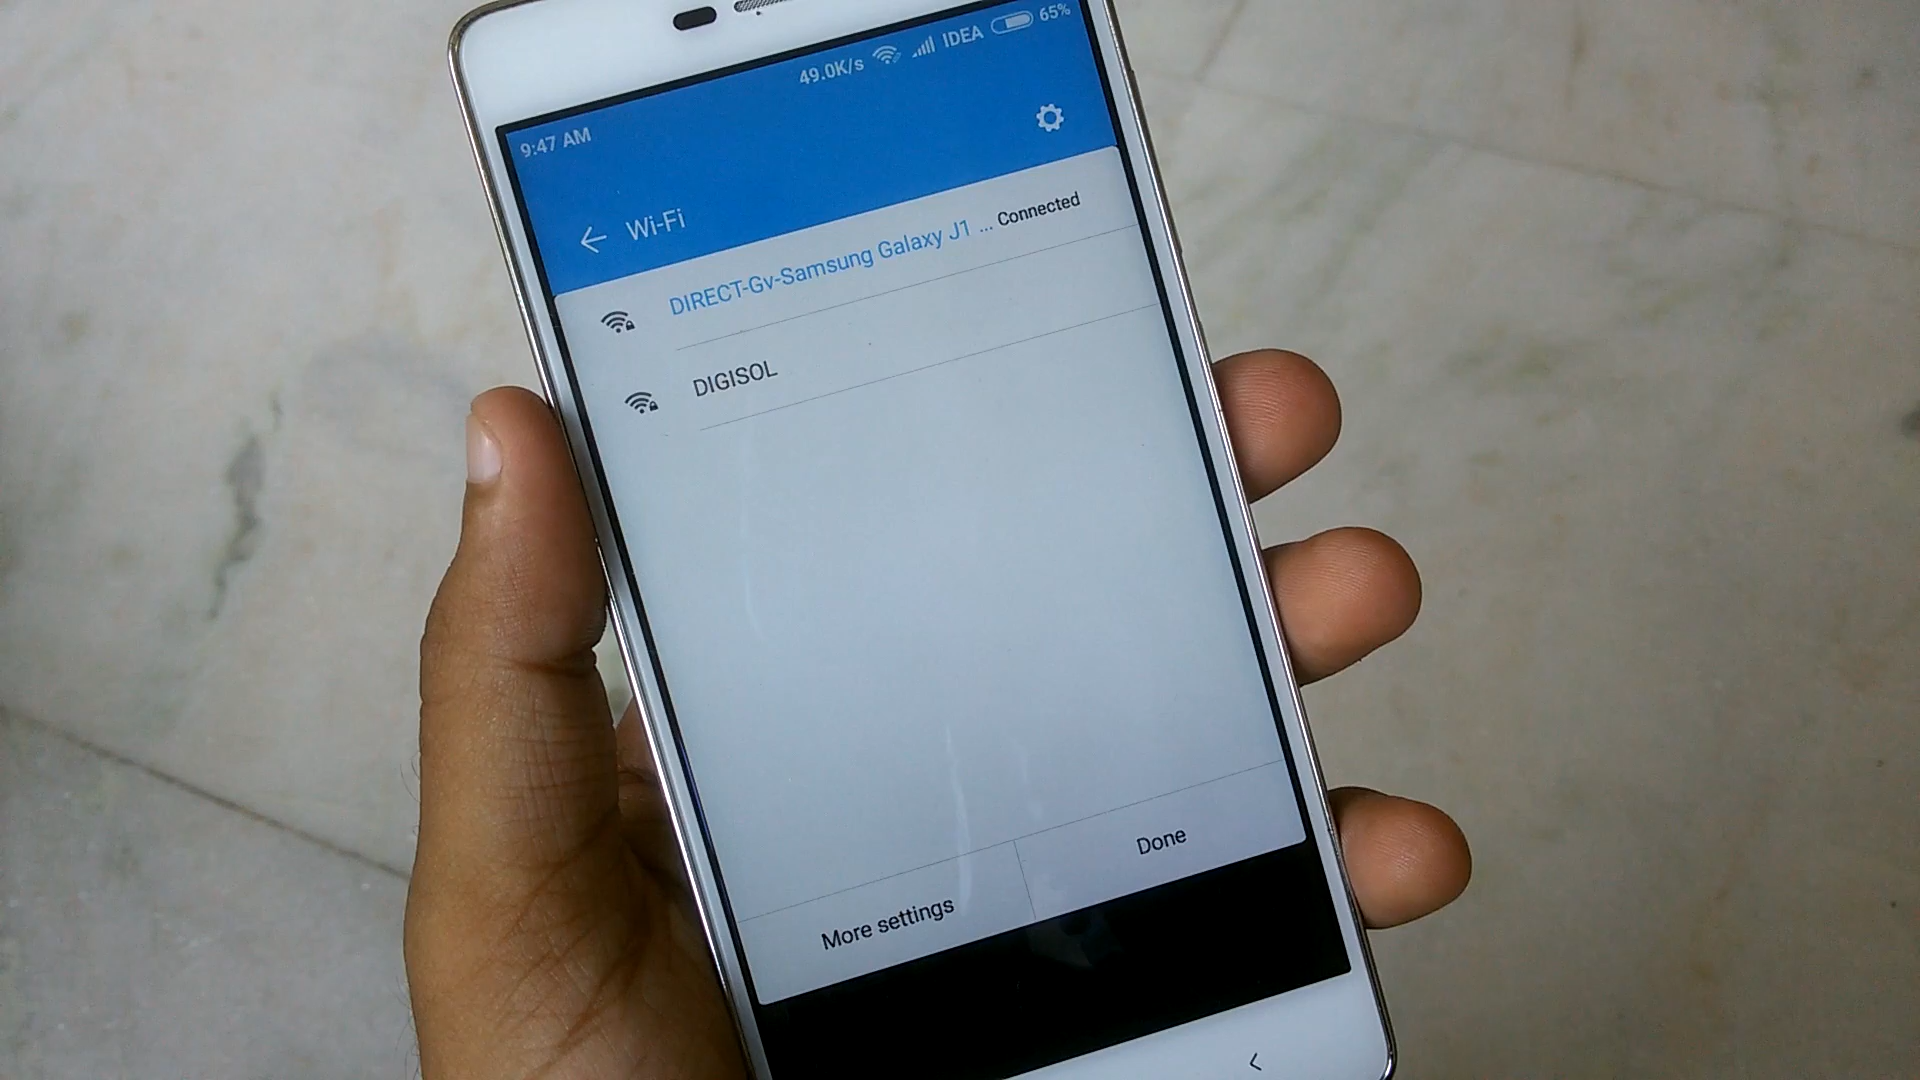 49.0K/s IDEA 65%
9:47 AM
Wi-Fi
DIRECT-Gv-Samsung Galaxy J1 ... Connected
DIGISOL
More settings
Done